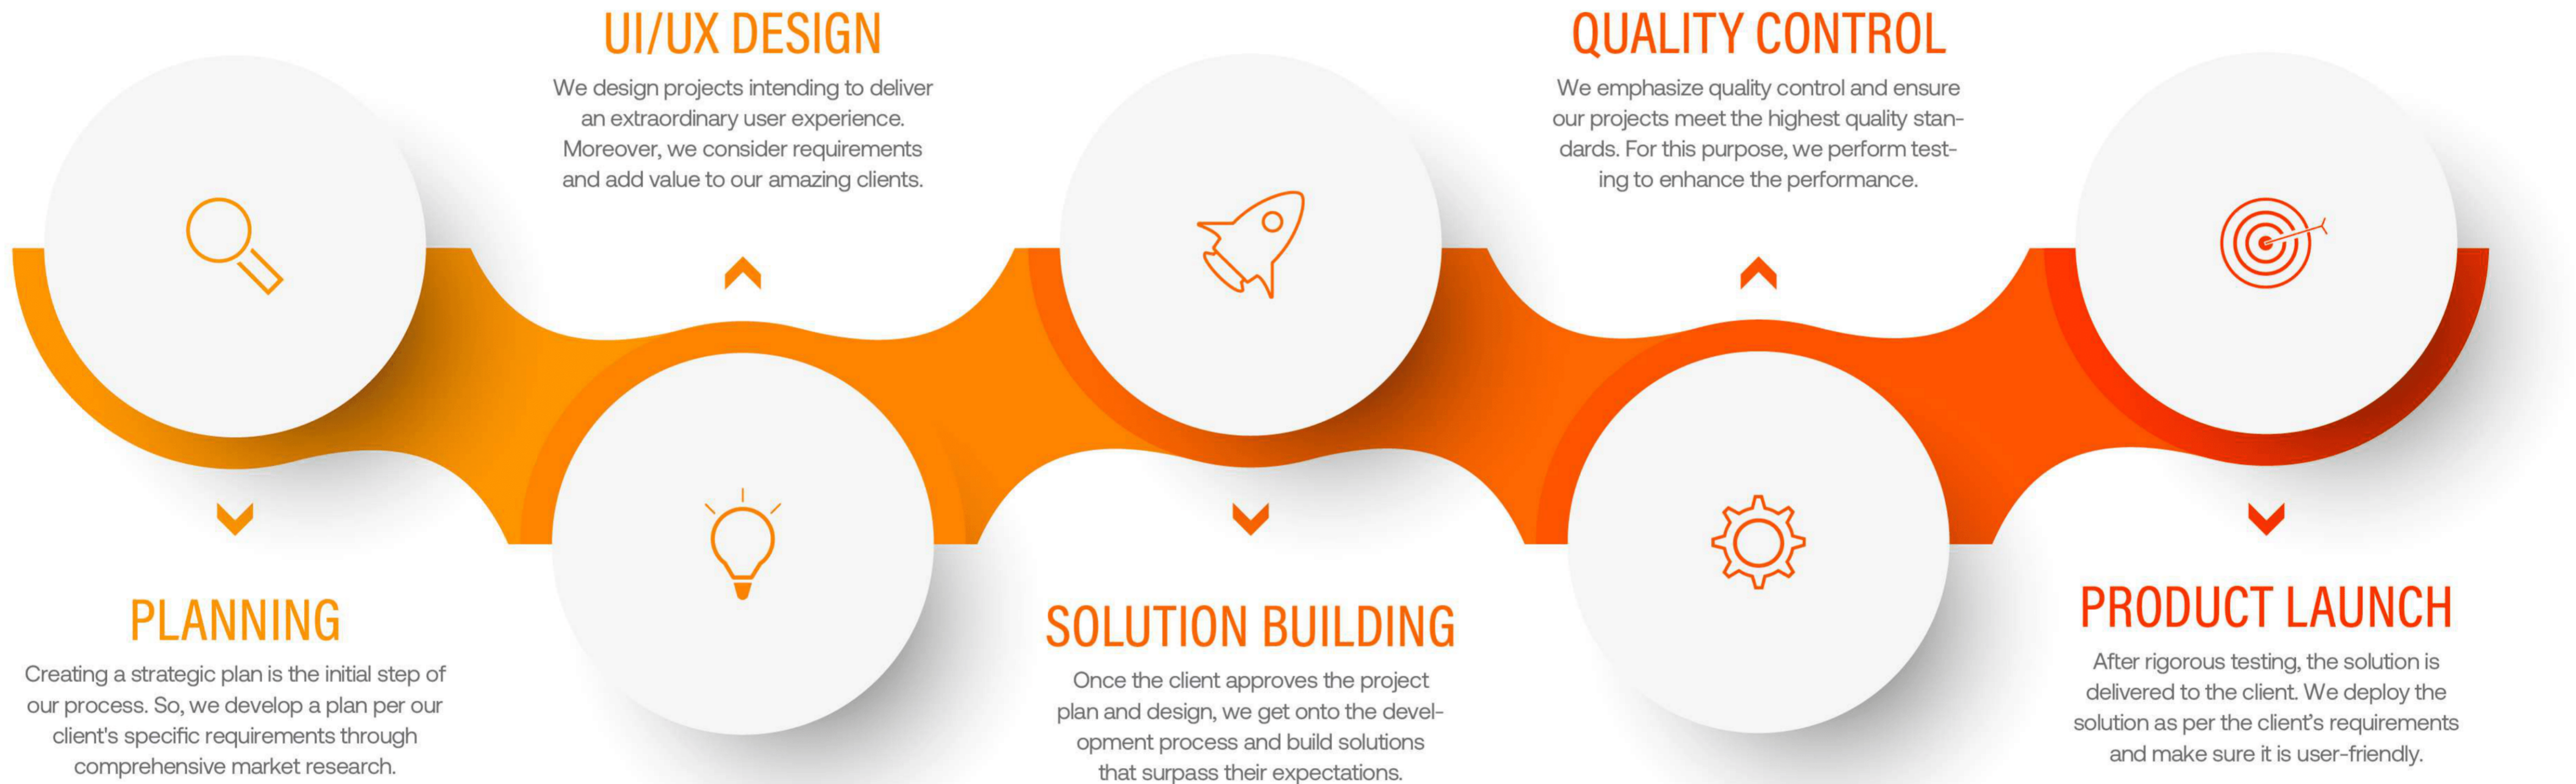 PLANNING
Creating a strategic plan is the initial step of
our process. So, we develop a plan per our
client's specific requirements through
comprehensive market research.
UI/UX DESIGN
We design projects intending to deliver
an extraordinary user experience.
Moreover, we consider requirements
and add value to our amazing clients.
SOLUTION BUILDING
Once the client approves the project
plan and design, we get onto the devel-
opment process and build solutions
that surpass their expectations.
QUALITY CONTROL
We emphasize quality control and ensure
our projects meet the highest quality stan-
dards. For this purpose, we perform test-
ing to enhance the performance.
PRODUCT LAUNCH
After rigorous testing, the solution is
delivered to the client. We deploy the
solution as per the client’s requirements
and make sure it is user-friendly.